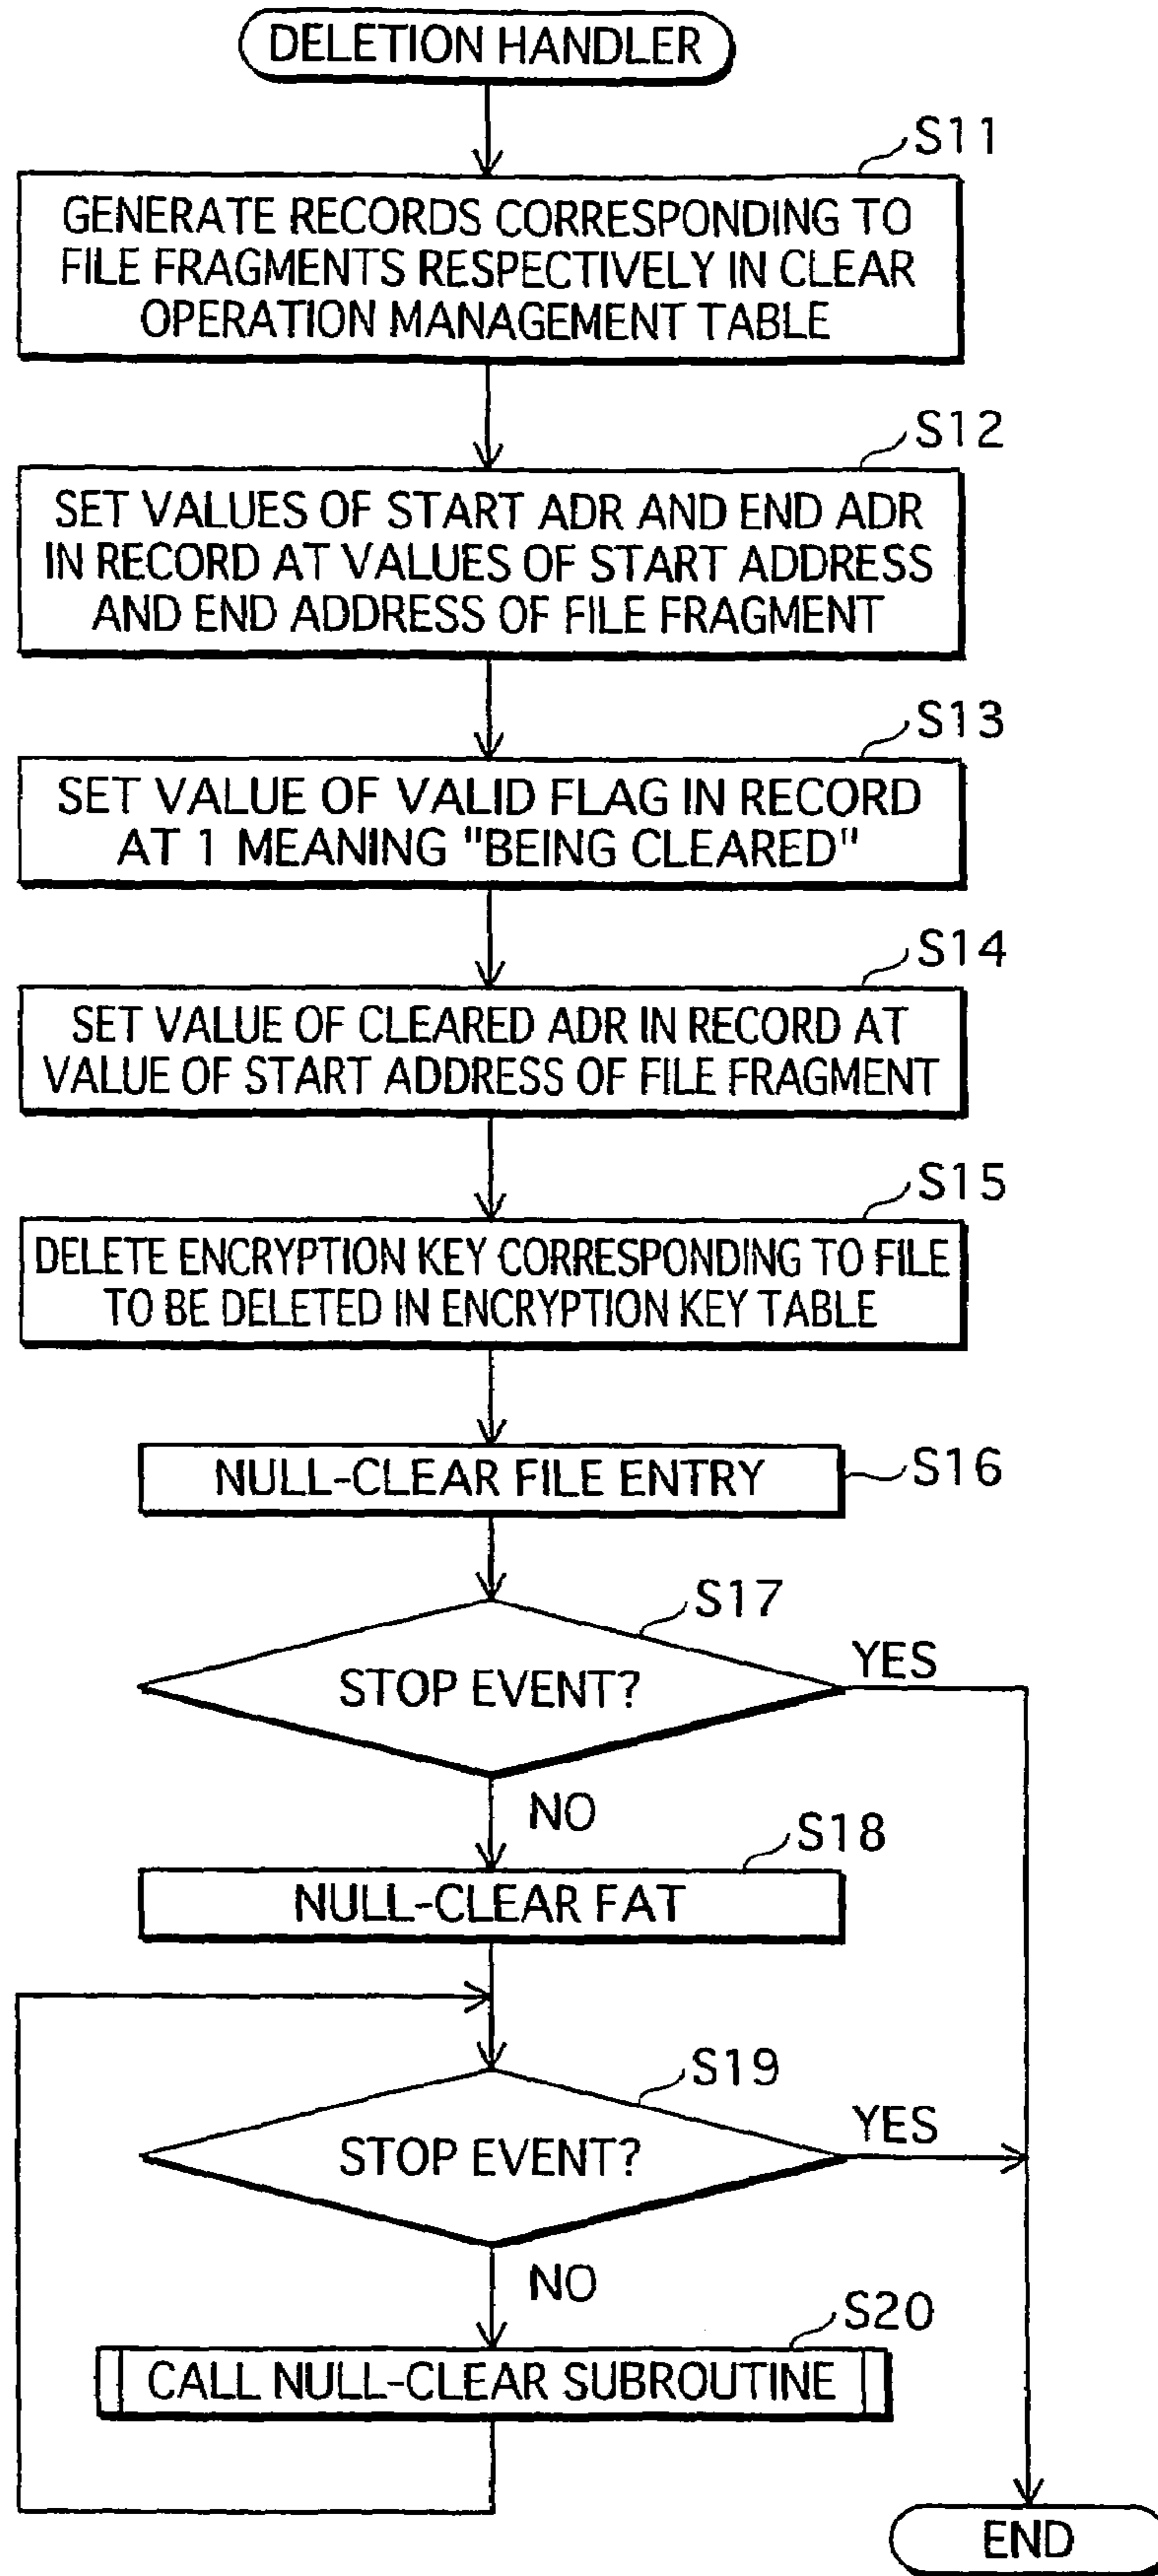 DELETION HANDLER
S11
GENERATE RECORDS CORRESPONDING TO
FILE FRAGMENTS RESPECTIVELY IN CLEAR
OPERATION MANAGEMENT TABLE
S12
SET VALUES OF START ADR AND END ADR
IN RECORD AT VALUES OF START ADDRESS
AND END ADDRESS OF FILE FRAGMENT
S13
SET VALUE OF VALID FLAG IN RECORD
AT 1 MEANING "BEING CLEARED"
S14
SET VALUE OF CLEARED ADR IN RECORD AT
VALUE OF START ADDRESS OF FILE FRAGMENT
S15
DELETE ENCRYPTION KEY CORRESPONDING TO FILE
TO BE DELETED IN ENCRYPTION KEY TABLE
NULL-CLEAR FILE ENTRY
S16
S17
STOP EVENT?
YES
NO
S18
NULL-CLEAR FAT
S19
STOP EVENT?
YES
NO
S20
CALL NULL-CLEAR SUBROUTINE
END